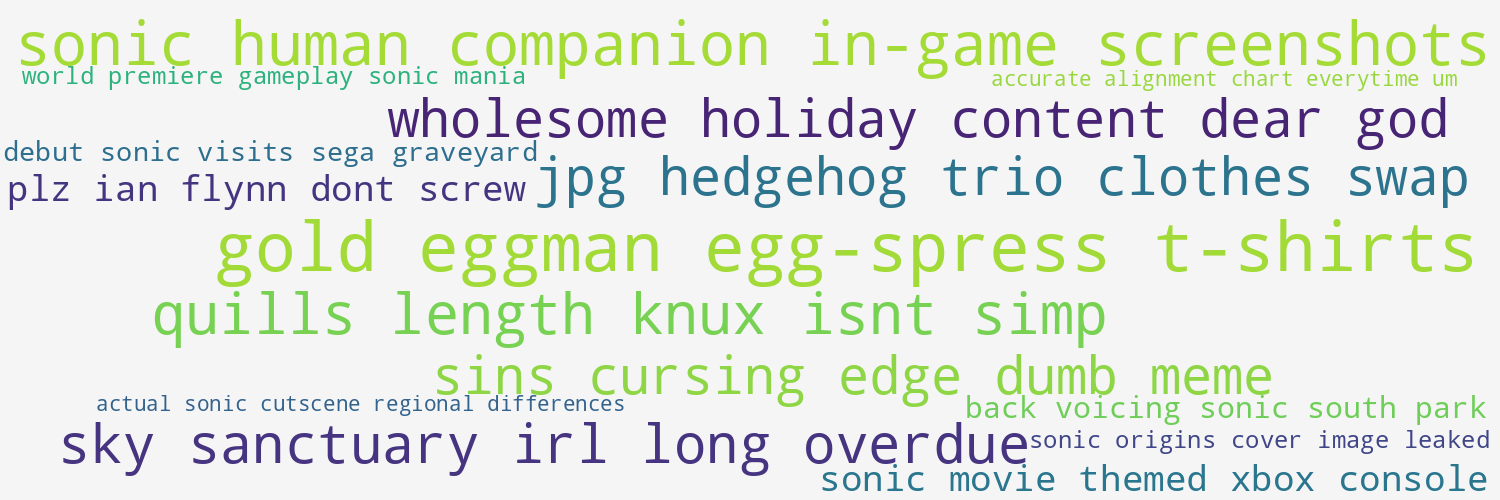 sonic human companion in-game screenshots
world premiere gameplay sonic mania
accurate alignment chart everytime um
wholesome holiday content dear god
debut sonic visits sega graveyard
jpg hedgehog trio clothes swap
plz ian flynn dont screw
gold eggman egg-spress t-shirts
quills length knux isnt simp
sins cursing edge dumb meme
actual sonic cutscene regional differences
back voicing sonic south park
sky sanctuary irl long overdue
sonic origins cover image leaked
sonic movie themed xbox console